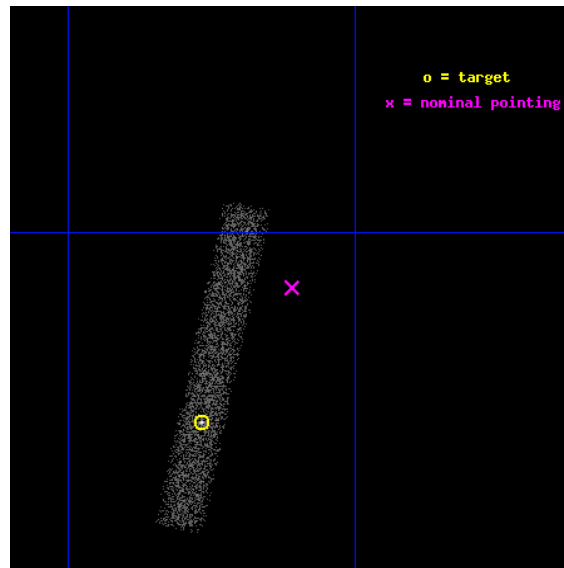 o = target
x = nominal pointing